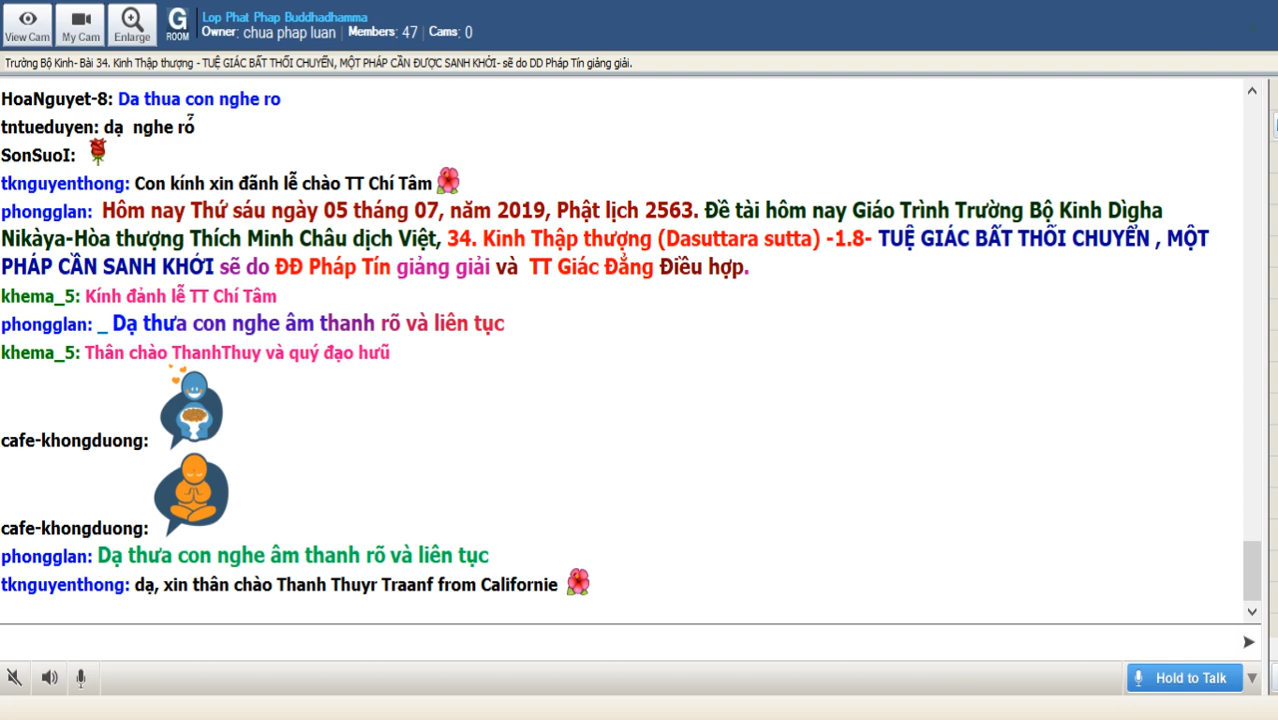 View Cam
My Cam
Enlarge
G
ROOM
Lop Phat Phap Buddhadhamma
Owner: chua phap luan | Members: 47 | Cams: 0
Trường Bộ Kinh- Bài 34. Kinh Thập thượng - TUỆ GIÁC BẤT THỐI CHUYỂN, MỘT PHÁP CẦN ĐƯỢC SANH KHỞI- sẽ do DD Pháp Tín giảng giải.
HoaNguyet-8: Da thua con nghe ro
tntueduyen: dạ nghe rỏ̃
SonSuoI:
tknguyenthong: Con kính xin đãnh lễ chào TT Chí Tâm
phongglan: Hôm nay Thứ sáu ngày 05 tháng 07, năm 2019, Phật lịch 2563. Đề tài hôm nay Giáo Trình Trường Bộ Kinh Dìgha
Nikàya-Hòa thượng Thích Minh Châu dịch Việt, 34. Kinh Thập thượng (Dasuttara sutta) -1.8- TUỆ GIÁC BẤT THỐI CHUYỂN , MỘT
PHÁP CẦN SANH KHỞI sẽ do ĐĐ Pháp Tín giảng giải và TT Giác Đẳng Điều hợp.
khema_5: Kính đảnh lễ TT Chí Tâm
phongglan: _ Dạ thưa con nghe âm thanh rõ và liên tục
khema_5: Thân chào ThanhThuy và quý đạo hưũ
cafe-khongduong:
cafe-khongduong:
phongglan: Dạ thưa con nghe âm thanh rõ và liên tục
tknguyenthong: dạ, xin thân chào Thanh Thuyr Traanf from Californie
Hold to Talk